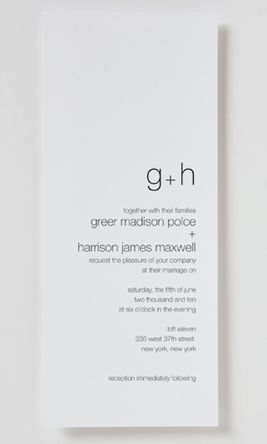 g+h
together with their families
greer madison polce
+
harrison james maxwell
request the pleasure of your company
at their marriage on
saturday, the fifth of june
two thousand and ten
at six o'clock in the evening
loft eleven
336 west 37th street
new york, new york
reception immediately following